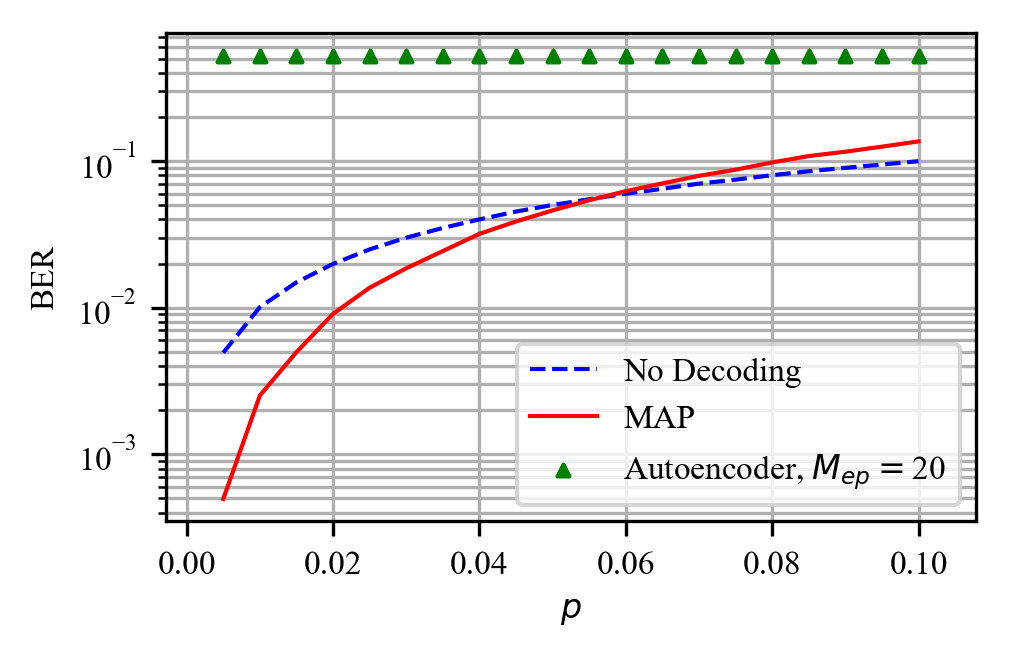 10⁻¹
10⁻²
10⁻³
BER
No Decoding
MAP
Autoencoder, Mₑₚ = 20
0.00 0.02 0.04 0.06 0.08 0.10
p